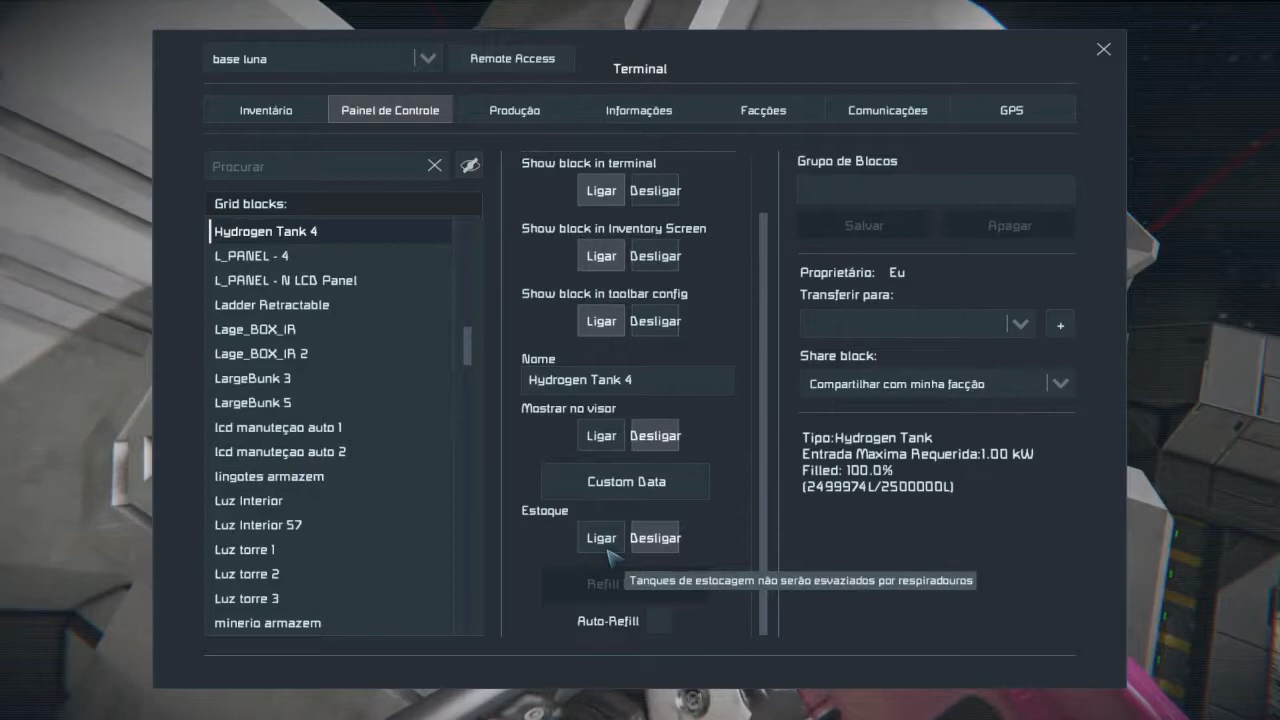 base luna
Remote Access
Terminal
Inventário
Painel de Controle
Produção
Informações
Facções
Comunicações
GPS
Procurar
Grid blocks:
Hydrogen Tank 4
L_PANEL - 4
L_PANEL - N LCD Panel
Ladder Retractable
Lage_BOX_IR
Lage_BOX_IR 2
LargeBunk 3
LargeBunk 5
lcd manuteçao auto 1
lcd manuteçao auto 2
lingotes armazem
Luz Interior
Luz Interior 57
Luz torre 1
Luz torre 2
Luz torre 3
minerio armazem
Show block in terminal
Ligar Desligar
Show block in Inventory Screen
Ligar Desligar
Show block in toolbar config
Ligar Desligar
Nome
Hydrogen Tank 4
Mostrar no visor
Ligar Desligar
Custom Data
Estoque
Ligar Desligar
Refill
Tanques de estocagem não serão esvaziados por respiradouros
Auto-Refill
Grupo de Blocos
Salvar
Apagar
Proprietário: Eu
Transferir para:
+
Share block:
Compartilhar com minha facção
Tipo:Hydrogen Tank
Entrada Maxima Requerida:1.00 kW
Filled: 100.0%
(2499974L/2500000L)